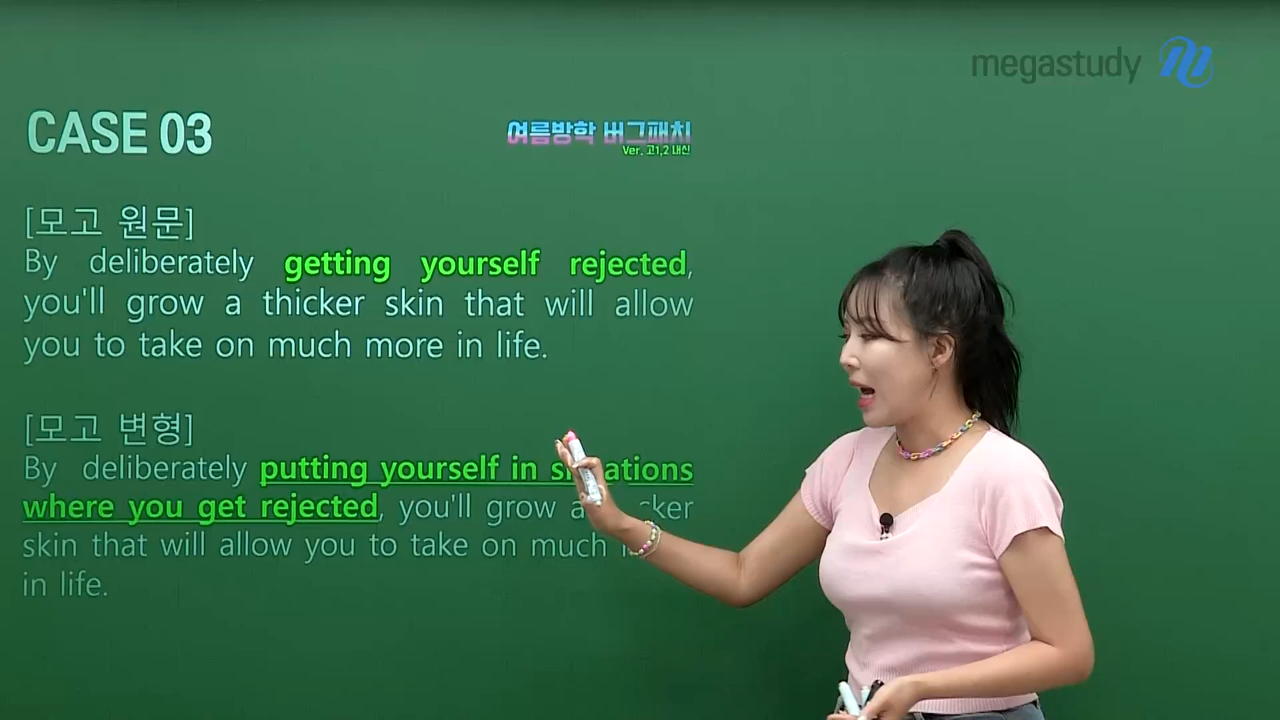 megastudy
CASE 03
여름방학 버그패치
Ver. 고1,2 내신
[모고 원문]
By deliberately getting yourself rejected,
you'll grow a thicker skin that will allow
you to take on much more in life.
[모고 변형]
By deliberately putting yourself in
where you get rejected, you'll grow
skin that will allow you to take on much
in life.